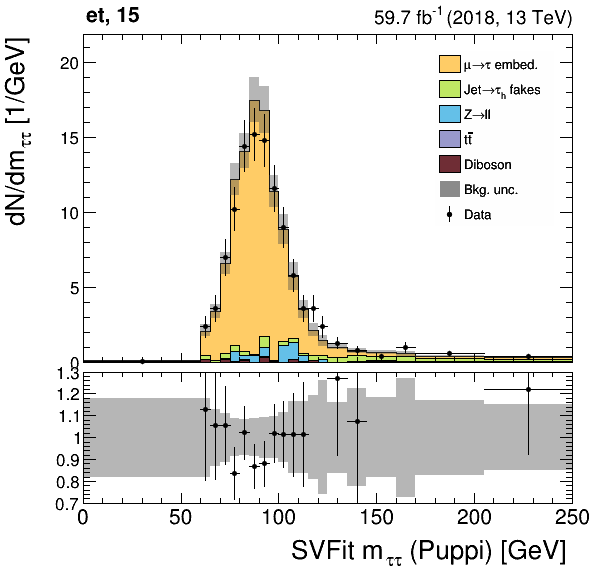 et, 15
59.7 fb⁻¹ (2018, 13 TeV)
dN/dm_ττ [1/GeV]
20
15
10
5
0
μ→τ embed.
Jet→τ_h fakes
Z→ll
tt̄
Diboson
Bkg. unc.
Data
1.3
1.2
1.1
1
0.9
0.8
0.7
0 50 100 150 200 250
SVFit m_ττ (Puppi) [GeV]